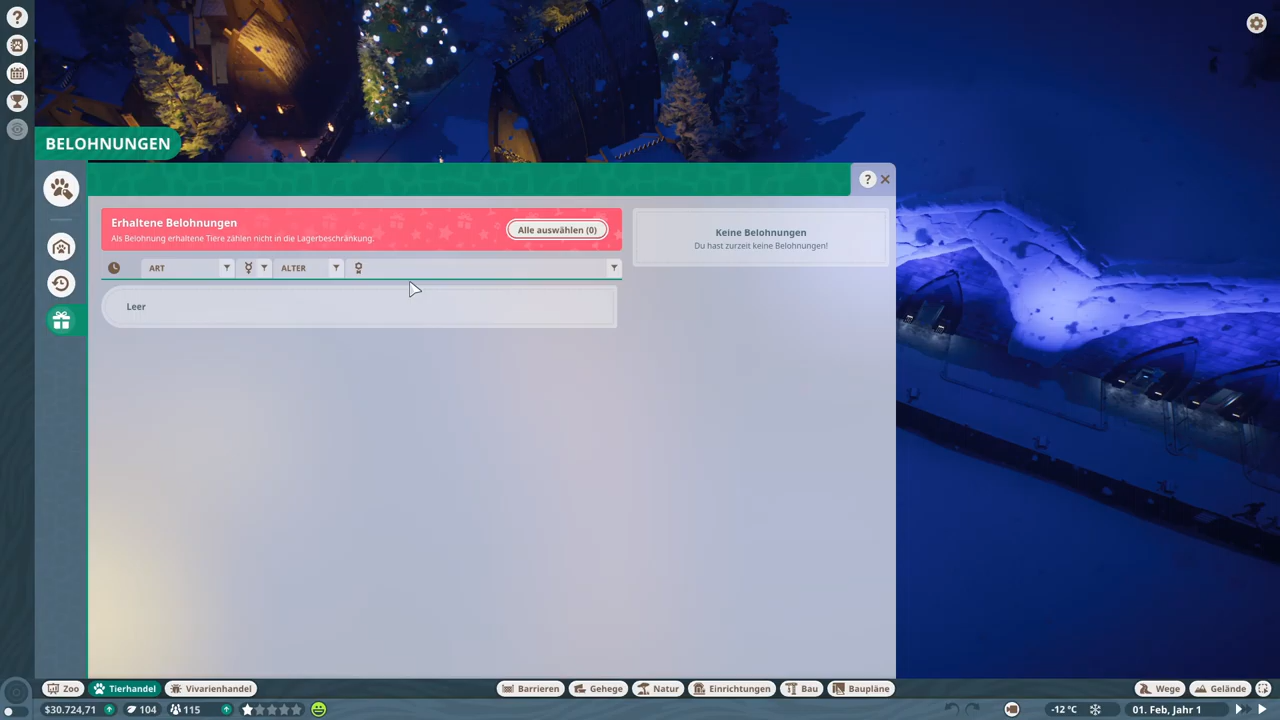 BELOHNUNGEN
Erhaltene Belohnungen
Als Belohnung erhaltene Tiere zählen nicht in die Lagerbeschränkung.
Alle auswählen (0)
Keine Belohnungen
Du hast zurzeit keine Belohnungen!
ART
ALTER
Leer
Zoo
Tierhandel
Vivarienhandel
Barrieren
Gehege
Natur
Einrichtungen
Bau
Baupläne
Wege
Gelände
$30.724,71
104
115
-12 °C
01. Feb, Jahr 1